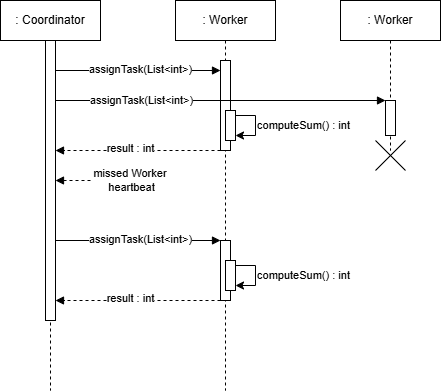 : Coordinator
: Worker
: Worker
assignTask(List<int>)
assignTask(List<int>)
computeSum() : int
result : int
missed Worker
heartbeat
assignTask(List<int>)
computeSum() : int
result : int